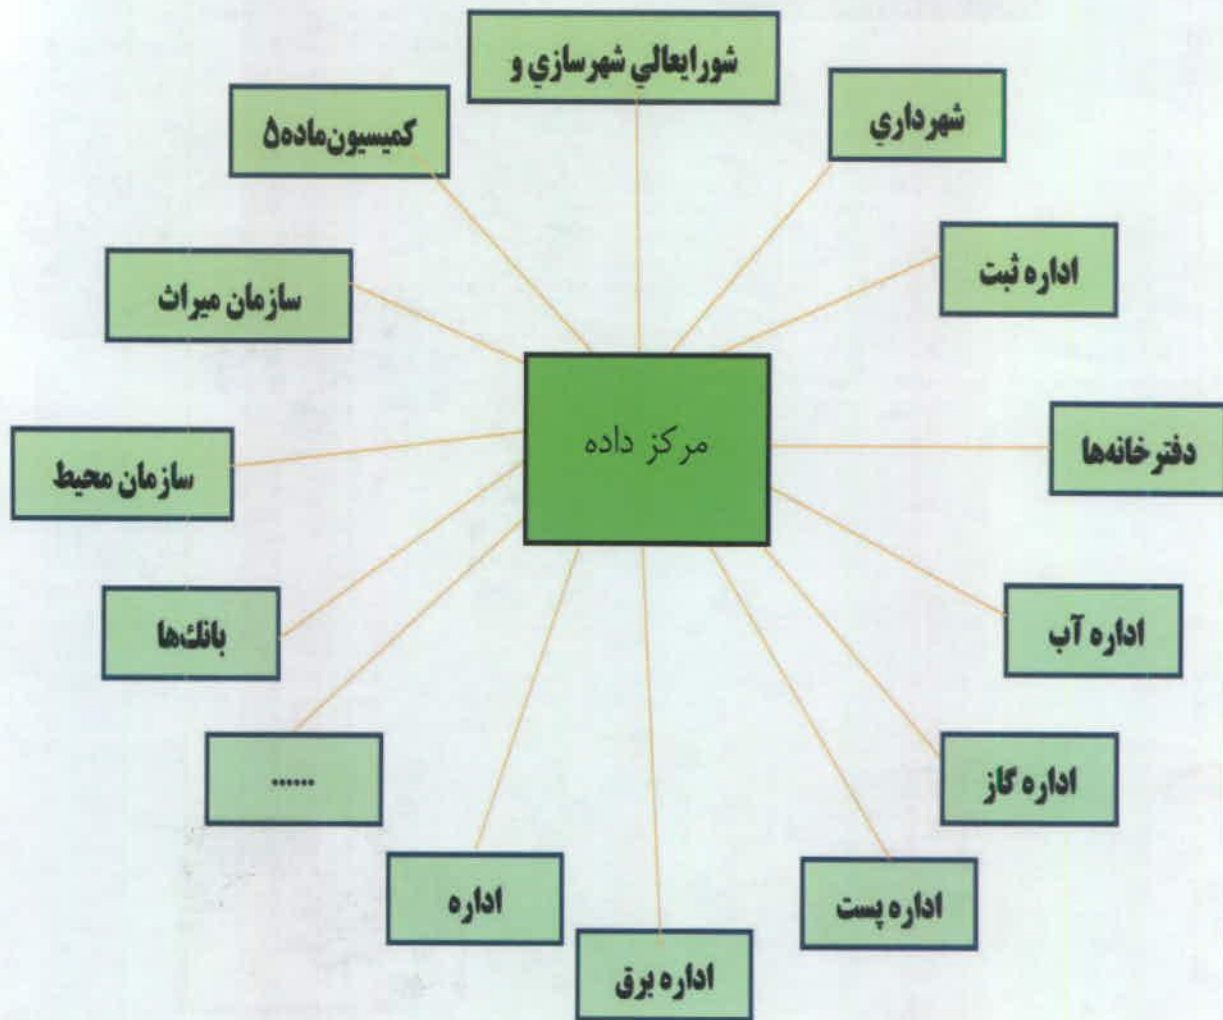 شورایعالي شهرسازي و
شهرداري
کمیسیون‌ماده۵
اداره ثبت
سازمان میراث
مرکز داده
دفترخانه‌ها
سازمان محیط
بانك‌ها
اداره آب
......
اداره گاز
اداره
اداره پست
اداره برق